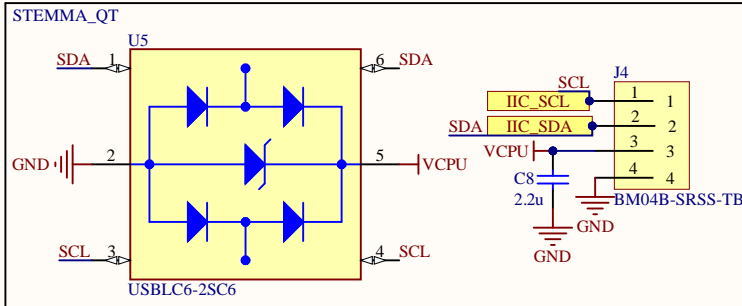 STEMMA_QT
U5
SDA 1 6 SDA
GND 2 5 VCPU
SCL 3 4 SCL
USBLC6-2SC6
J4
SCL
IIC_SCL 1 1
SDA IIC_SDA 2 2
VCPU 3 3
C8 4 4
2.2u
BM04B-SRSS-TB
GND
GND